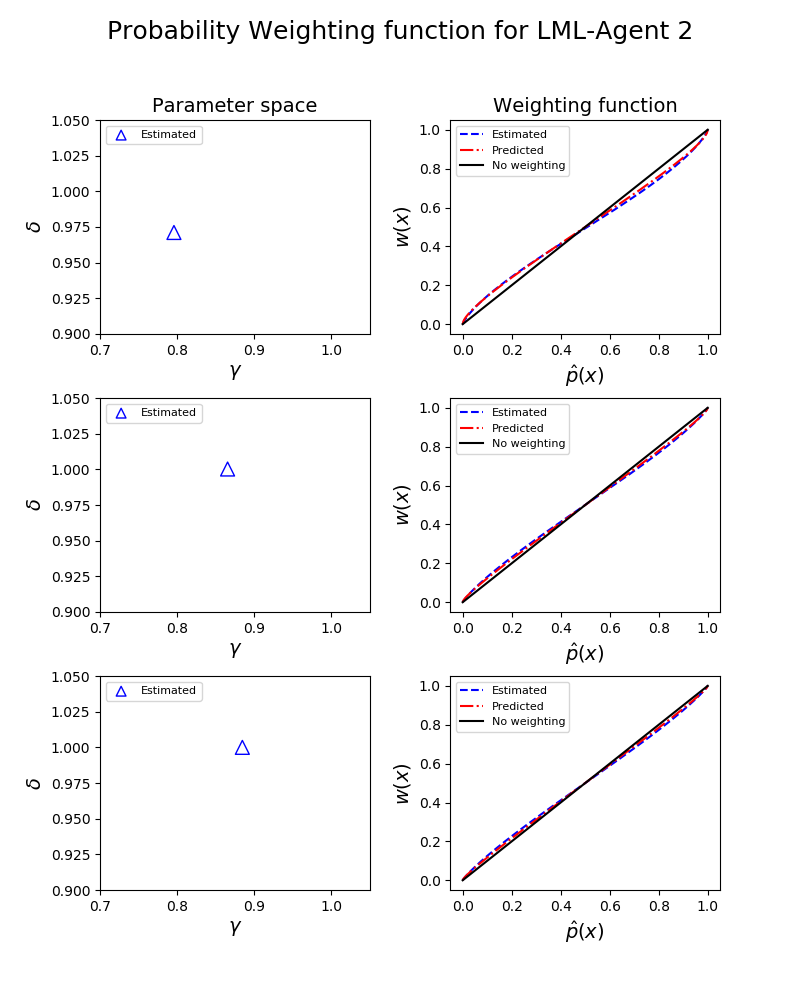 Probability Weighting function for LML-Agent 2
Parameter space
1.050
1.025
1.000
0.975
0.950
0.925
0.900
δ
Estimated
0.7 0.8 0.9 1.0
γ
Weighting function
1.0
0.8
0.6
0.4
0.2
0.0
w(x)
Estimated
Predicted
No weighting
0.0 0.2 0.4 0.6 0.8 1.0
p̂(x)
1.050
1.025
1.000
0.975
0.950
0.925
0.900
δ
Estimated
0.7 0.8 0.9 1.0
γ
1.0
0.8
0.6
0.4
0.2
0.0
w(x)
Estimated
Predicted
No weighting
0.0 0.2 0.4 0.6 0.8 1.0
p̂(x)
1.050
1.025
1.000
0.975
0.950
0.925
0.900
δ
Estimated
0.7 0.8 0.9 1.0
γ
1.0
0.8
0.6
0.4
0.2
0.0
w(x)
Estimated
Predicted
No weighting
0.0 0.2 0.4 0.6 0.8 1.0
p̂(x)